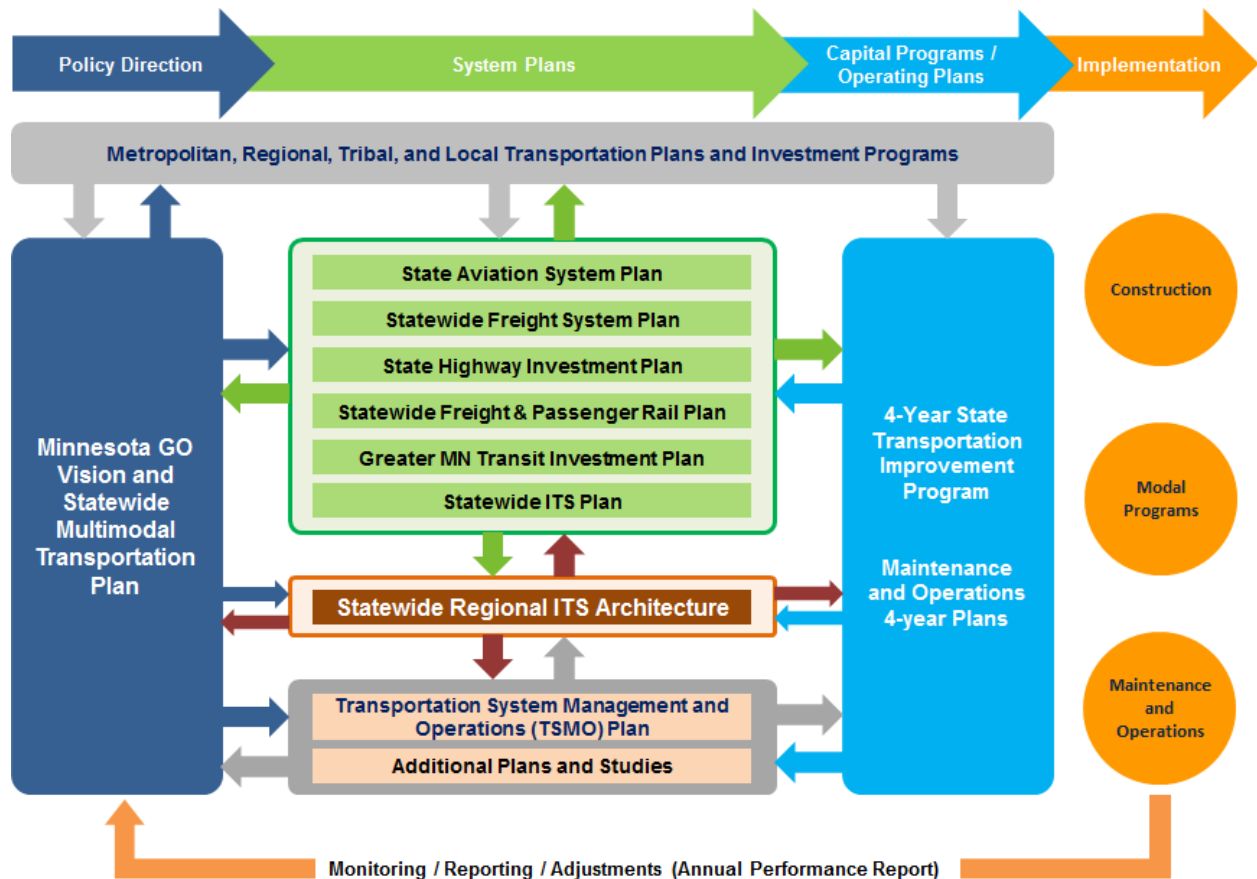 Policy Direction
System Plans
Capital Programs /
Operating Plans
Implementation
Metropolitan, Regional, Tribal, and Local Transportation Plans and Investment Programs
Minnesota GO
Vision and
Statewide
Multimodal
Transportation
Plan
State Aviation System Plan
Statewide Freight System Plan
State Highway Investment Plan
Statewide Freight & Passenger Rail Plan
Greater MN Transit Investment Plan
Statewide ITS Plan
Statewide Regional ITS Architecture
Transportation System Management and
Operations (TSMO) Plan
Additional Plans and Studies
4-Year State
Transportation
Improvement
Program
Maintenance
and Operations
4-year Plans
Construction
Modal
Programs
Maintenance
and
Operations
Monitoring / Reporting / Adjustments (Annual Performance Report)